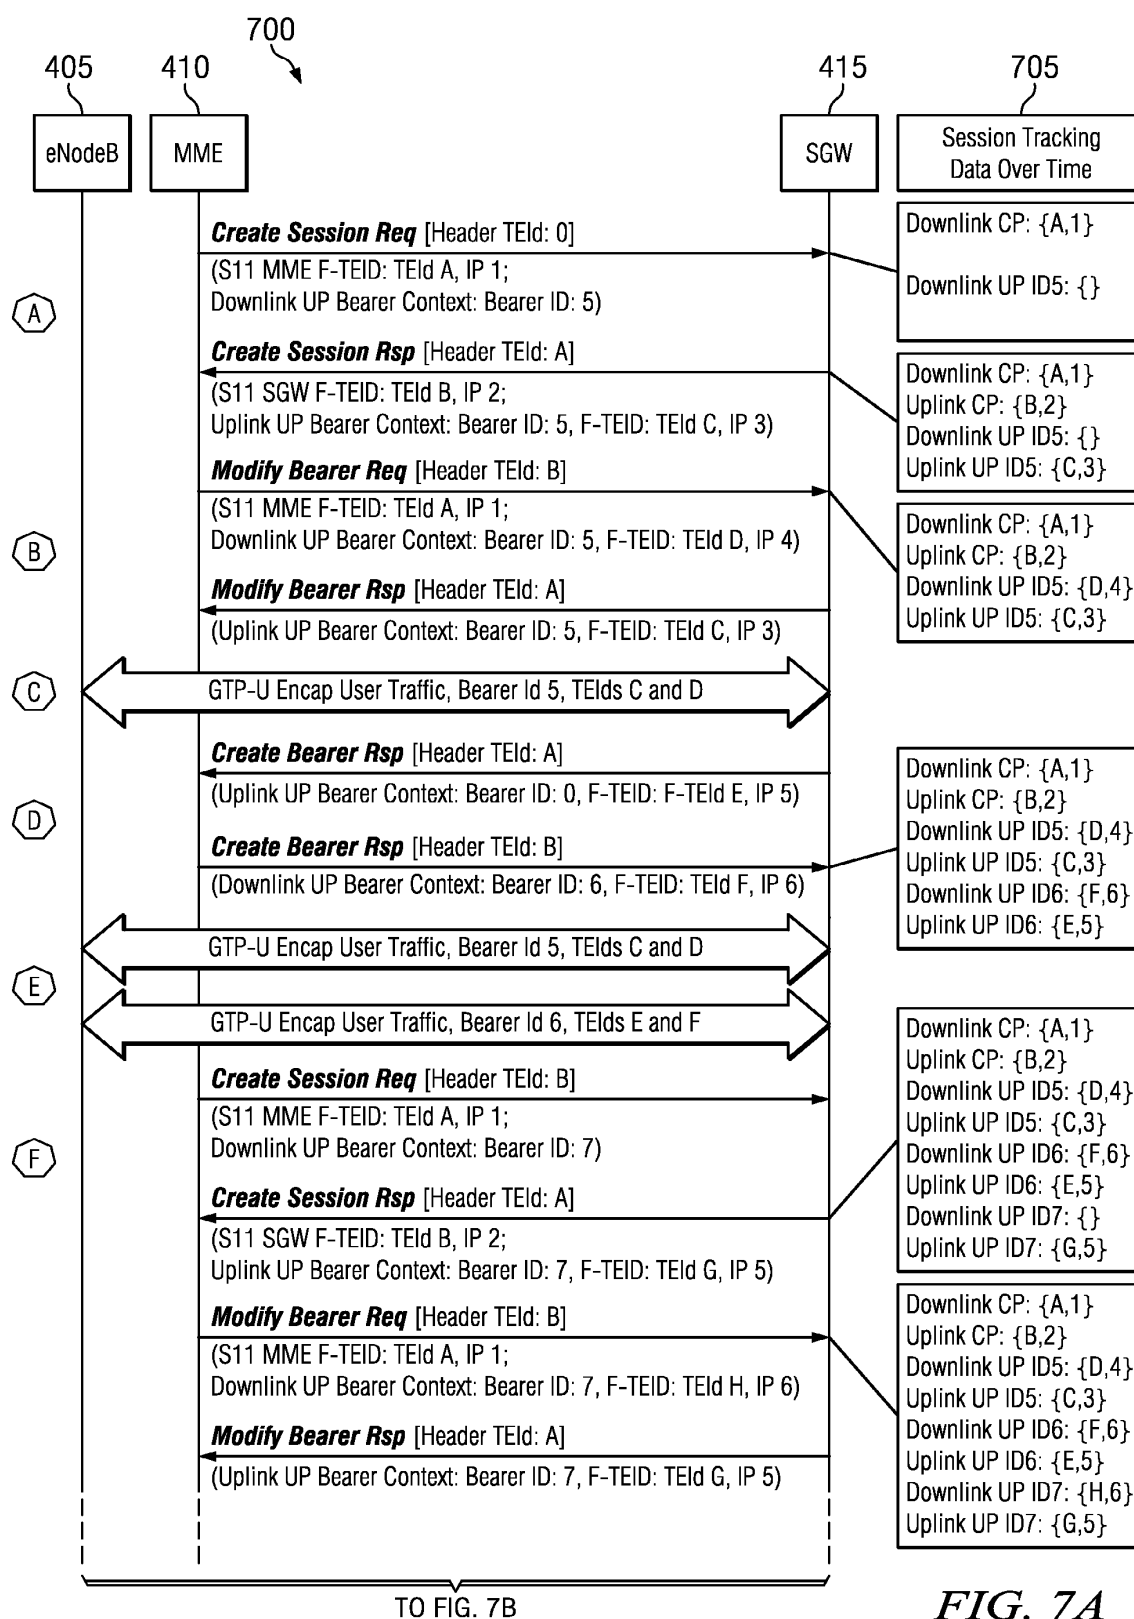 700
405
410
415
705
eNodeB
MME
SGW
Session Tracking
Data Over Time
Create Session Req [Header TEId: 0]
(S11 MME F-TEID: TEId A, IP 1;
Downlink UP Bearer Context: Bearer ID: 5)
Downlink CP: {A,1}
Downlink UP ID5: {}
A
Create Session Rsp [Header TEId: A]
(S11 SGW F-TEID: TEId B, IP 2;
Uplink UP Bearer Context: Bearer ID: 5, F-TEID: TEId C, IP 3)
Downlink CP: {A,1}
Uplink CP: {B,2}
Downlink UP ID5: {}
Uplink UP ID5: {C,3}
Modify Bearer Req [Header TEId: B]
(S11 MME F-TEID: TEId A, IP 1;
Downlink UP Bearer Context: Bearer ID: 5, F-TEID: TEId D, IP 4)
B
Downlink CP: {A,1}
Uplink CP: {B,2}
Downlink UP ID5: {D,4}
Uplink UP ID5: {C,3}
Modify Bearer Rsp [Header TEId: A]
(Uplink UP Bearer Context: Bearer ID: 5, F-TEID: TEId C, IP 3)
C
GTP-U Encap User Traffic, Bearer Id 5, TEIds C and D
Create Bearer Rsp [Header TEId: A]
(Uplink UP Bearer Context: Bearer ID: 0, F-TEID: F-TEId E, IP 5)
D
Create Bearer Rsp [Header TEId: B]
(Downlink UP Bearer Context: Bearer ID: 6, F-TEID: TEId F, IP 6)
Downlink CP: {A,1}
Uplink CP: {B,2}
Downlink UP ID5: {D,4}
Uplink UP ID5: {C,3}
Downlink UP ID6: {F,6}
Uplink UP ID6: {E,5}
GTP-U Encap User Traffic, Bearer Id 5, TEIds C and D
E
GTP-U Encap User Traffic, Bearer Id 6, TEIds E and F
Create Session Req [Header TEId: B]
(S11 MME F-TEID: TEId A, IP 1;
Downlink UP Bearer Context: Bearer ID: 7)
F
Create Session Rsp [Header TEId: A]
(S11 SGW F-TEID: TEId B, IP 2;
Uplink UP Bearer Context: Bearer ID: 7, F-TEID: TEId G, IP 5)
Downlink CP: {A,1}
Uplink CP: {B,2}
Downlink UP ID5: {D,4}
Uplink UP ID5: {C,3}
Downlink UP ID6: {F,6}
Uplink UP ID6: {E,5}
Downlink UP ID7: {}
Uplink UP ID7: {G,5}
Modify Bearer Req [Header TEId: B]
(S11 MME F-TEID: TEId A, IP 1;
Downlink UP Bearer Context: Bearer ID: 7, F-TEID: TEId H, IP 6)
Modify Bearer Rsp [Header TEId: A]
(Uplink UP Bearer Context: Bearer ID: 7, F-TEID: TEId G, IP 5)
Downlink CP: {A,1}
Uplink CP: {B,2}
Downlink UP ID5: {D,4}
Uplink UP ID5: {C,3}
Downlink UP ID6: {F,6}
Uplink UP ID6: {E,5}
Downlink UP ID7: {H,6}
Uplink UP ID7: {G,5}
TO FIG. 7B
FIG. 7A